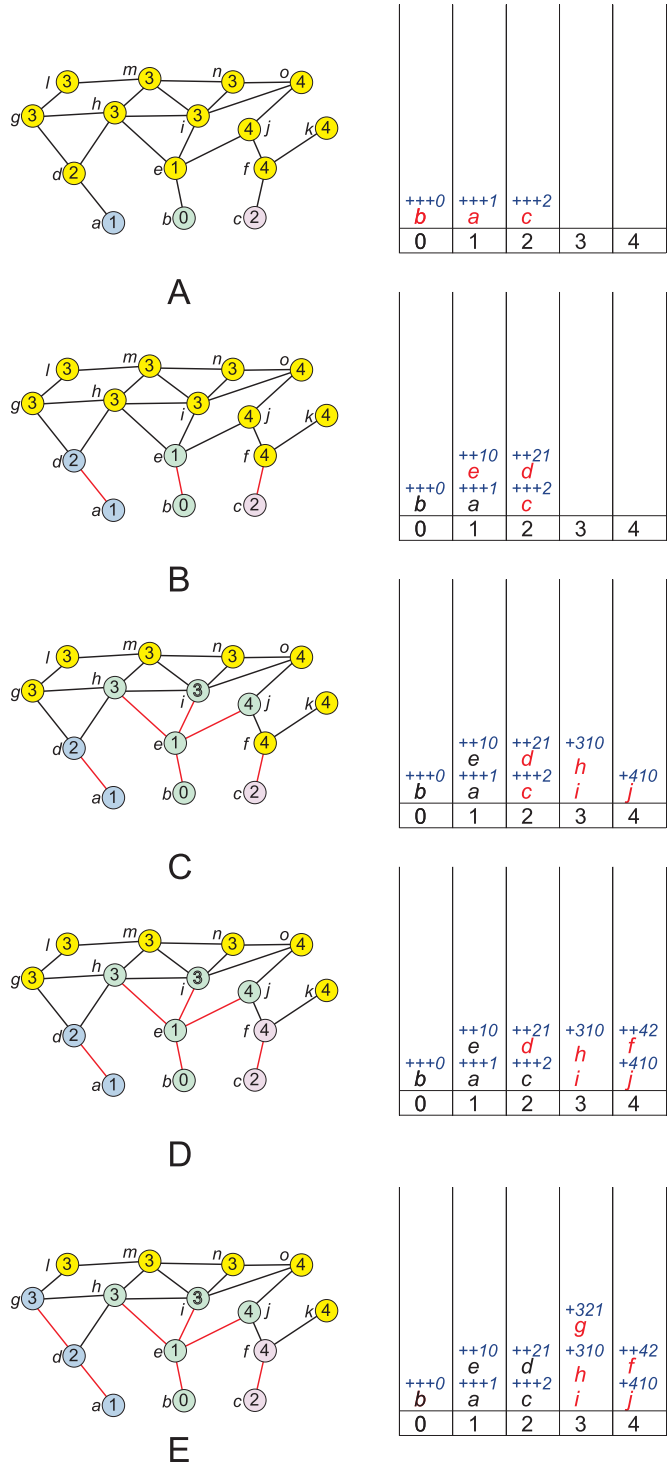 l 3 m 3 n 3 o 4
g 3 h 3 i 3 4 j k 4
d 2 e 1 f 4
a 1 b 0 c 2
+++0 +++1 +++2
b a c
0 1 2 3 4
A
l 3 m 3 n 3 o 4
g 3 h 3 i 3 4 j k 4
d 2 e 1 f 4
a 1 b 0 c 2
++10 ++21
e d
+++0 +++1 +++2
b a c
0 1 2 3 4
B
l 3 m 3 n 3 o 4
g 3 h 3 i 3 4 j k 4
d 2 e 1 f 4
a 1 b 0 c 2
++10 ++21 +310
e d h
+++0 +++1 +++2 +410
b a c i j
0 1 2 3 4
C
l 3 m 3 n 3 o 4
g 3 h 3 i 3 4 j k 4
d 2 e 1 f 4
a 1 b 0 c 2
++10 ++21 +310 ++42
e d h f
+++0 +++1 +++2 +410
b a c i j
0 1 2 3 4
D
l 3 m 3 n 3 o 4
g 3 h 3 i 3 4 j k 4
d 2 e 1 f 4
a 1 b 0 c 2
+321
g
++10 ++21 +310 ++42
e d h f
+++0 +++1 +++2 +410
b a c i j
0 1 2 3 4
E